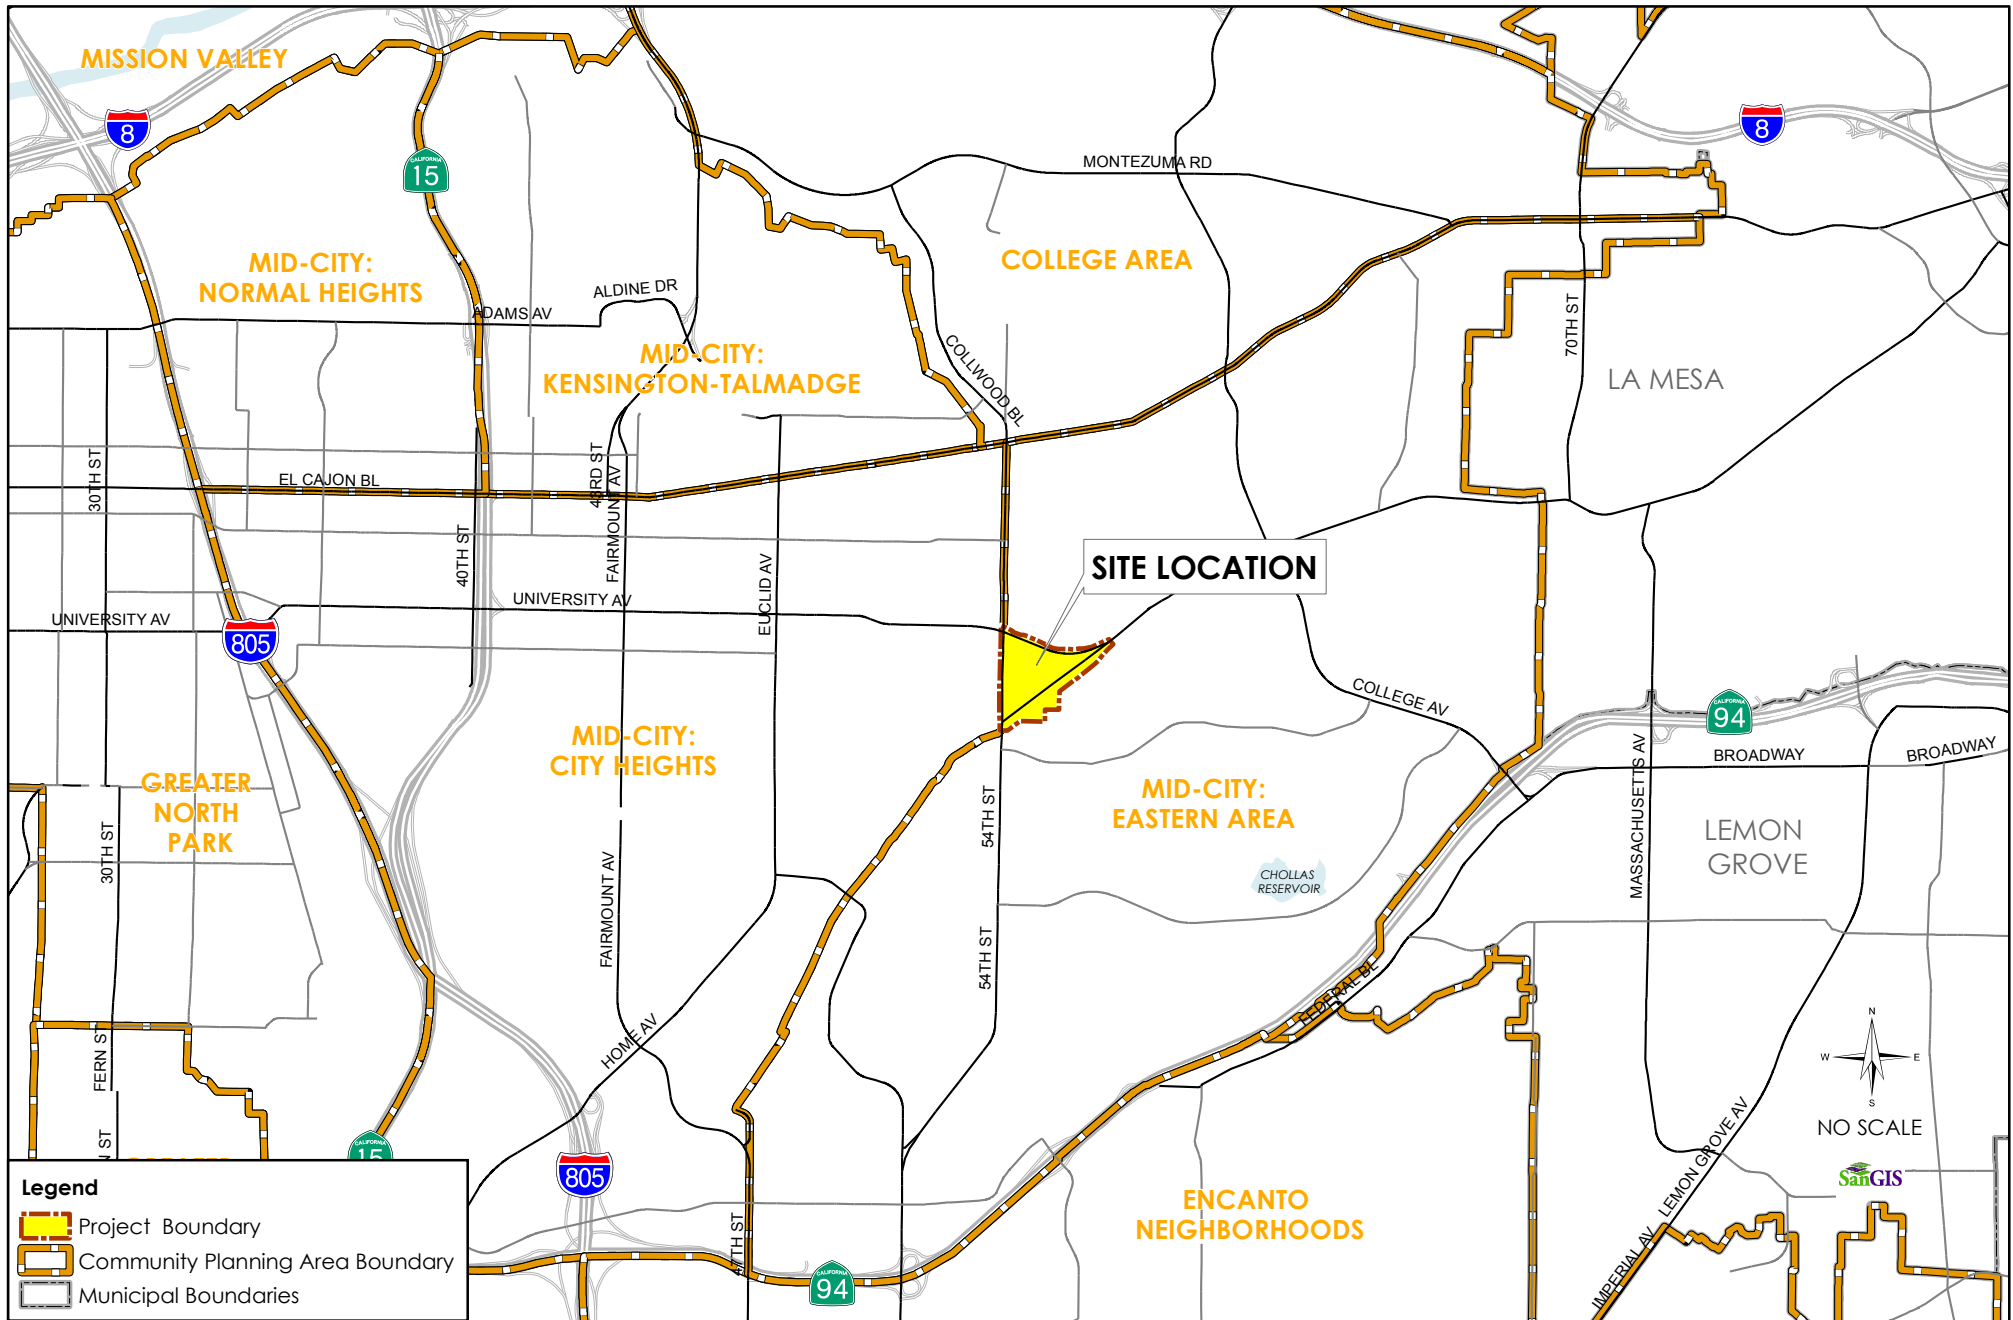 MISSION VALLEY
8
CALIFORNIA
15
MONTEZUMA RD
8
MID-CITY:
NORMAL HEIGHTS
COLLEGE AREA
ALDINE DR
ADAMS AV
MID-CITY:
KENSINGTON-TALMADGE
COLLWOOD BL
70TH ST
LA MESA
30TH ST
EL CAJON BL
43RD ST
FAIRMOUNT AV
40TH ST
EUCLID AV
SITE LOCATION
UNIVERSITY AV
UNIVERSITY AV
805
COLLEGE AV
CALIFORNIA
94
MID-CITY:
CITY HEIGHTS
BROADWAY
BROADWAY
MASSACHUSETTS AV
GREATER
NORTH
PARK
MID-CITY:
EASTERN AREA
54TH ST
30TH ST
LEMON
GROVE
CHOLLAS
RESERVOIR
FAIRMOUNT AV
54TH ST
FEDERAL BL
HOME AV
FERN ST
N
W
E
S
NO SCALE
SanGIS
CALIFORNIA
15
805
LEMON GROVE AV
IMPERIAL AV
ENCANTO
NEIGHBORHOODS
47TH ST
CALIFORNIA
94
Legend
Project Boundary
Community Planning Area Boundary
Municipal Boundaries